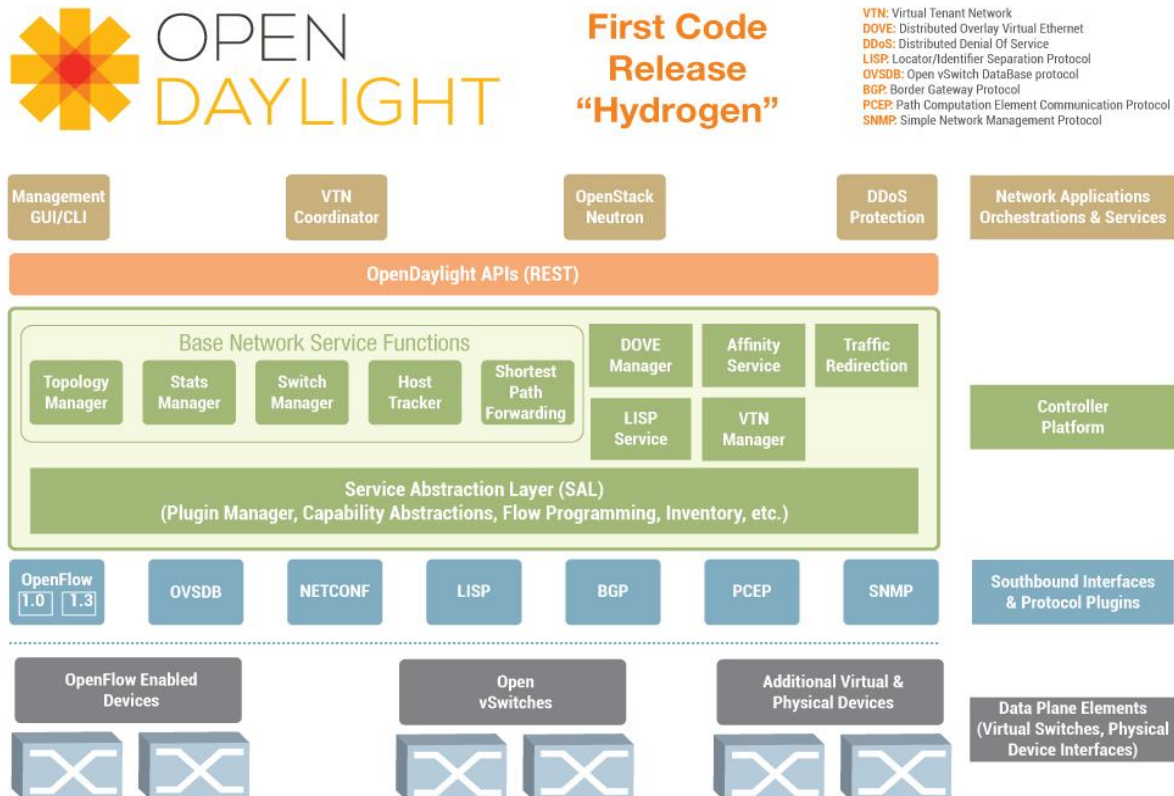 OPEN
DAYLIGHT
First Code
Release
“Hydrogen”
VTN: Virtual Tenant Network
DOVE: Distributed Overlay Virtual Ethernet
DDoS: Distributed Denial Of Service
LISP: Locator/Identifier Separation Protocol
OVSDB: Open vSwitch DataBase protocol
BGP: Border Gateway Protocol
PCEP: Path Computation Element Communication Protocol
SNMP: Simple Network Management Protocol
Management
GUI/CLI
VTN
Coordinator
OpenStack
Neutron
DDoS
Protection
Network Applications
Orchestrations & Services
OpenDaylight APIs (REST)
Base Network Service Functions
Topology
Manager
Stats
Manager
Switch
Manager
Host
Tracker
Shortest
Path
Forwarding
DOVE
Manager
Affinity
Service
Traffic
Redirection
LISP
Service
VTN
Manager
Controller
Platform
Service Abstraction Layer (SAL)
(Plugin Manager, Capability Abstractions, Flow Programming, Inventory, etc.)
OpenFlow
1.0 1.3
OVSDB
NETCONF
LISP
BGP
PCEP
SNMP
Southbound Interfaces
& Protocol Plugins
OpenFlow Enabled
Devices
Open
vSwitches
Additional Virtual &
Physical Devices
Data Plane Elements
(Virtual Switches, Physical
Device Interfaces)